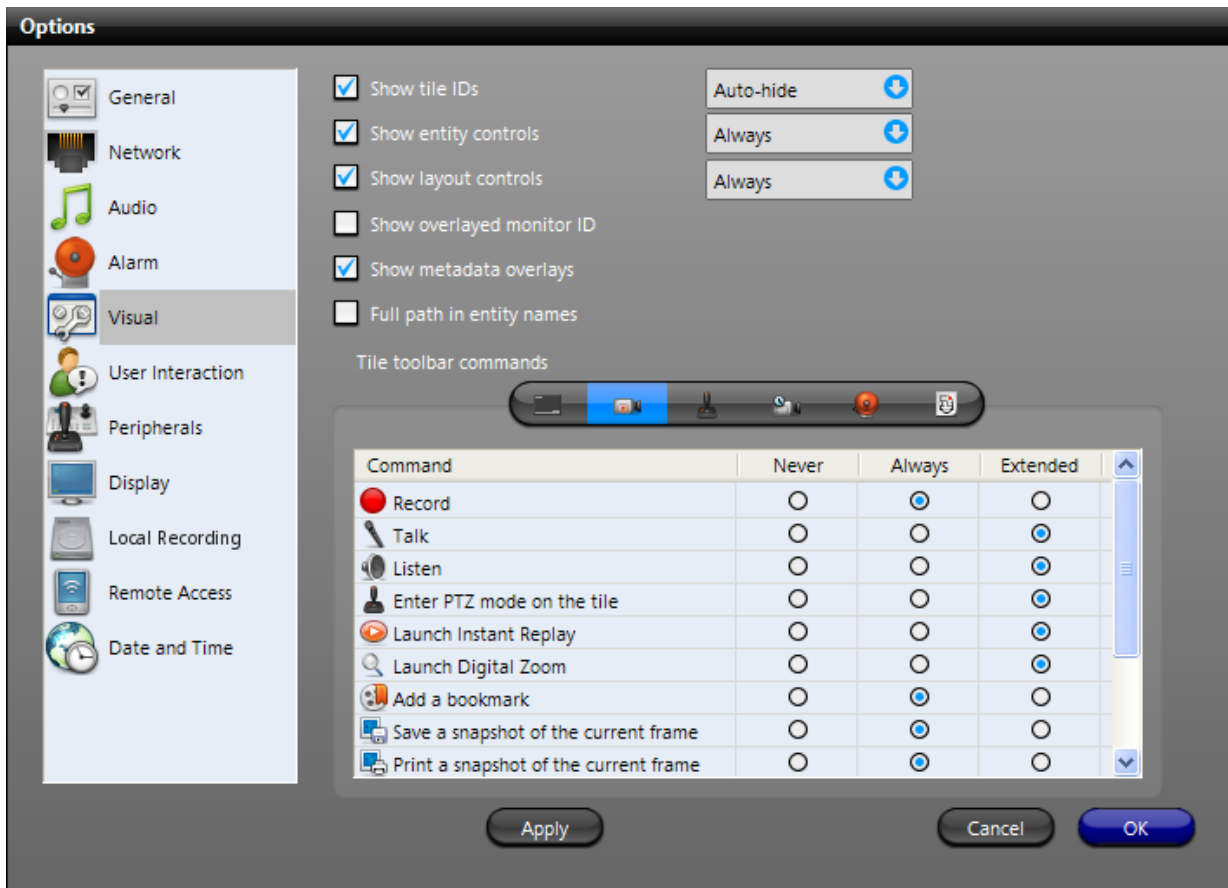 Options
General
Network
Audio
Alarm
Visual
User Interaction
Peripherals
Display
Local Recording
Remote Access
Date and Time
Show tile IDs
Auto-hide
Show entity controls
Always
Show layout controls
Always
Show overlayed monitor ID
Show metadata overlays
Full path in entity names
Tile toolbar commands
Command Never Always Extended
Record
Talk
Listen
Enter PTZ mode on the tile
Launch Instant Replay
Launch Digital Zoom
Add a bookmark
Save a snapshot of the current frame
Print a snapshot of the current frame
Apply
Cancel
OK